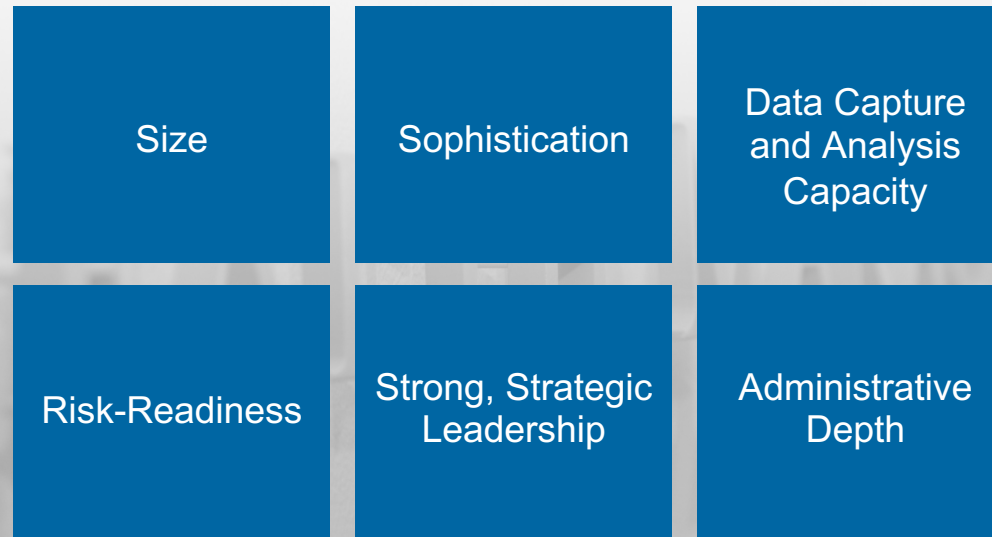 Size
Sophistication
Data Capture
and Analysis
Capacity
Risk-Readiness
Strong, Strategic
Leadership
Administrative
Depth